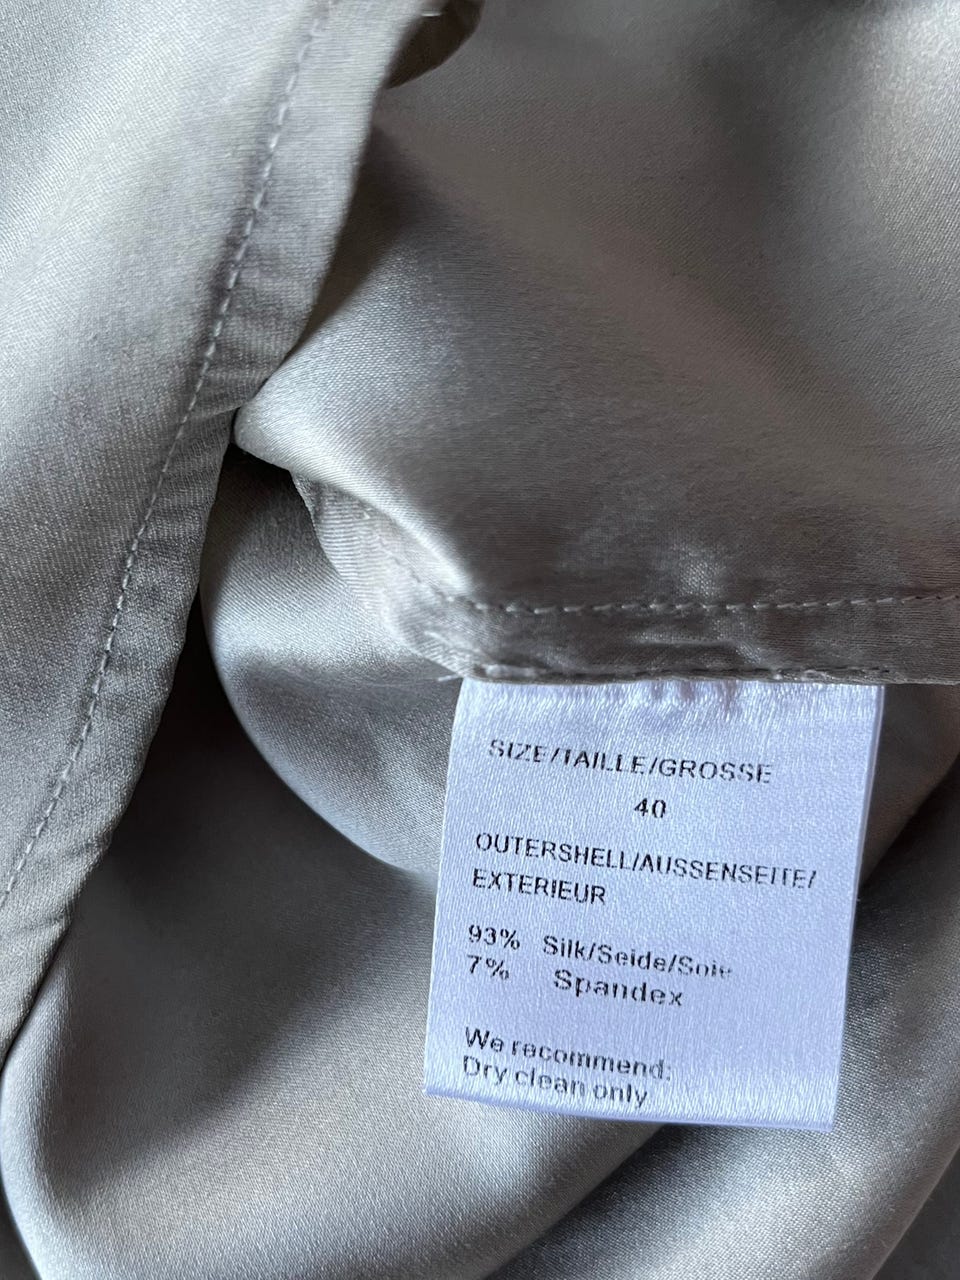 SIZE/TAILLE/GROSSE
40
OUTERSHELL/AUSSENSEITE/
EXTERIEUR
93% Silk/Seide/Soie
7% Spandex
We recommend:
Dry clean only